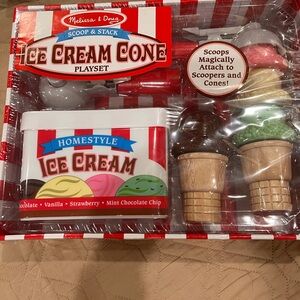 Melissa & Doug
SCOOP & STACK
ICE CREAM CONE
PLAYSET
Scoops
Magically
Attach to
Scoopers and
Cones!
HOMESTYLE
ICE CREAM
ocolate • Vanilla • Strawberry • Mint Chocolate Chip